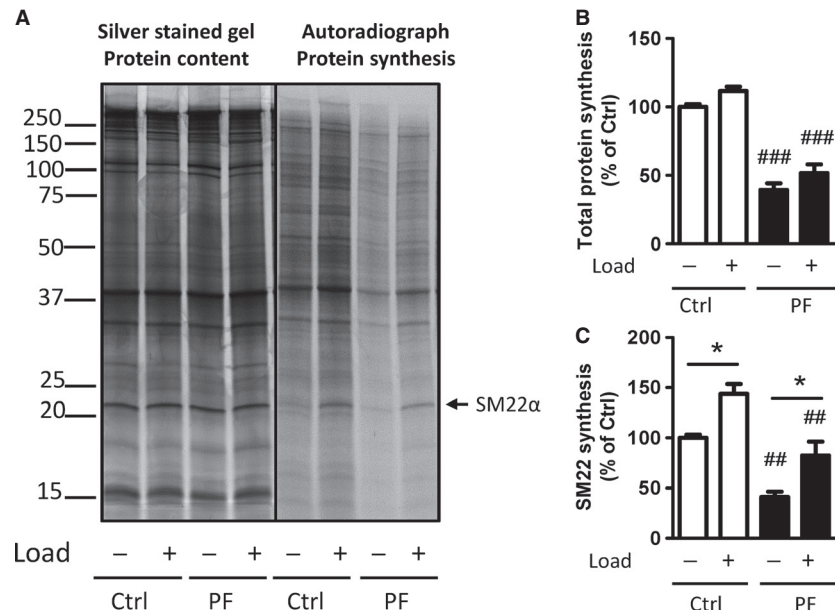 A
Silver stained gel
Protein content
Autoradiograph
Protein synthesis
250
150
100
75
50
37
25
20
15
SM22α
Load – + – + – + – +
Ctrl PF Ctrl PF
B
Total protein synthesis
(% of Ctrl)
150
100
50
0
### ###
Load – + – +
Ctrl PF
C
SM22 synthesis
(% of Ctrl)
200
150
100
50
0
* *
## ##
Load – + – +
Ctrl PF